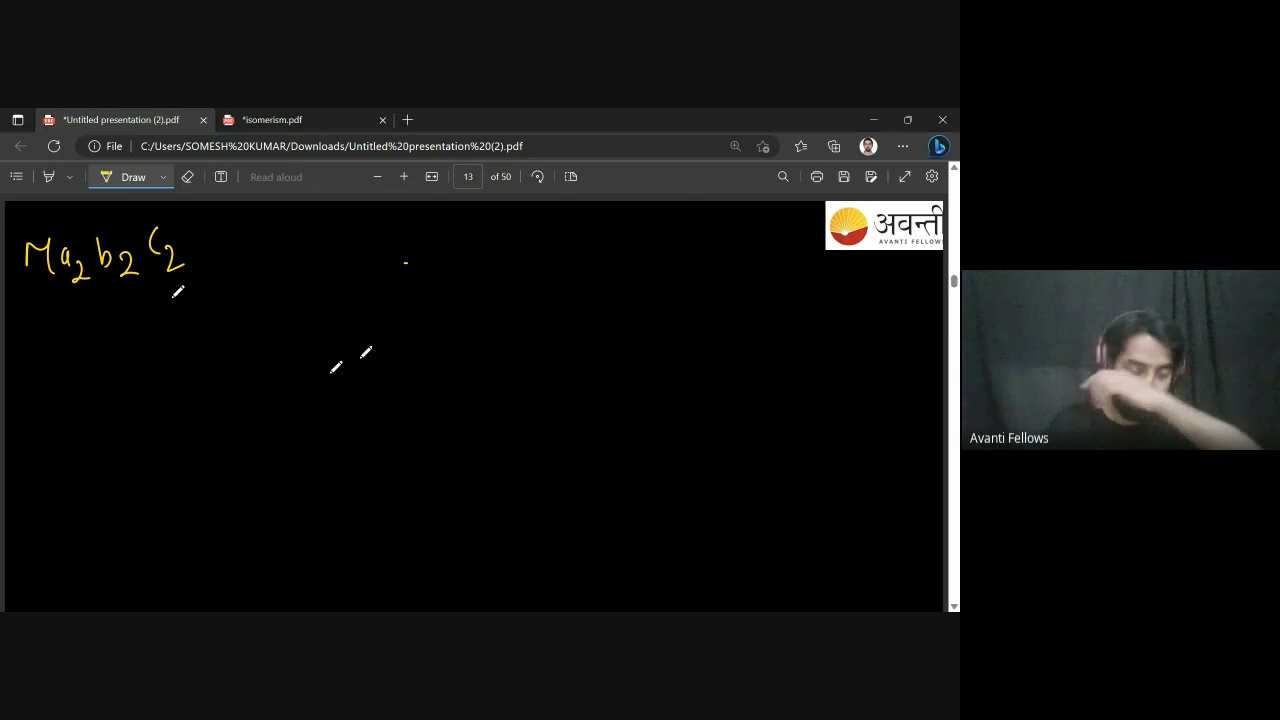 *Untitled presentation (2).pdf
*isomerism.pdf
File
C:/Users/SOMESH%20KUMAR/Downloads/Untitled%20presentation%20(2).pdf
Draw
Read aloud
13 of 50
अवन्ती
AVANTI FELLOW
Ma2b2C2
Avanti Fellows